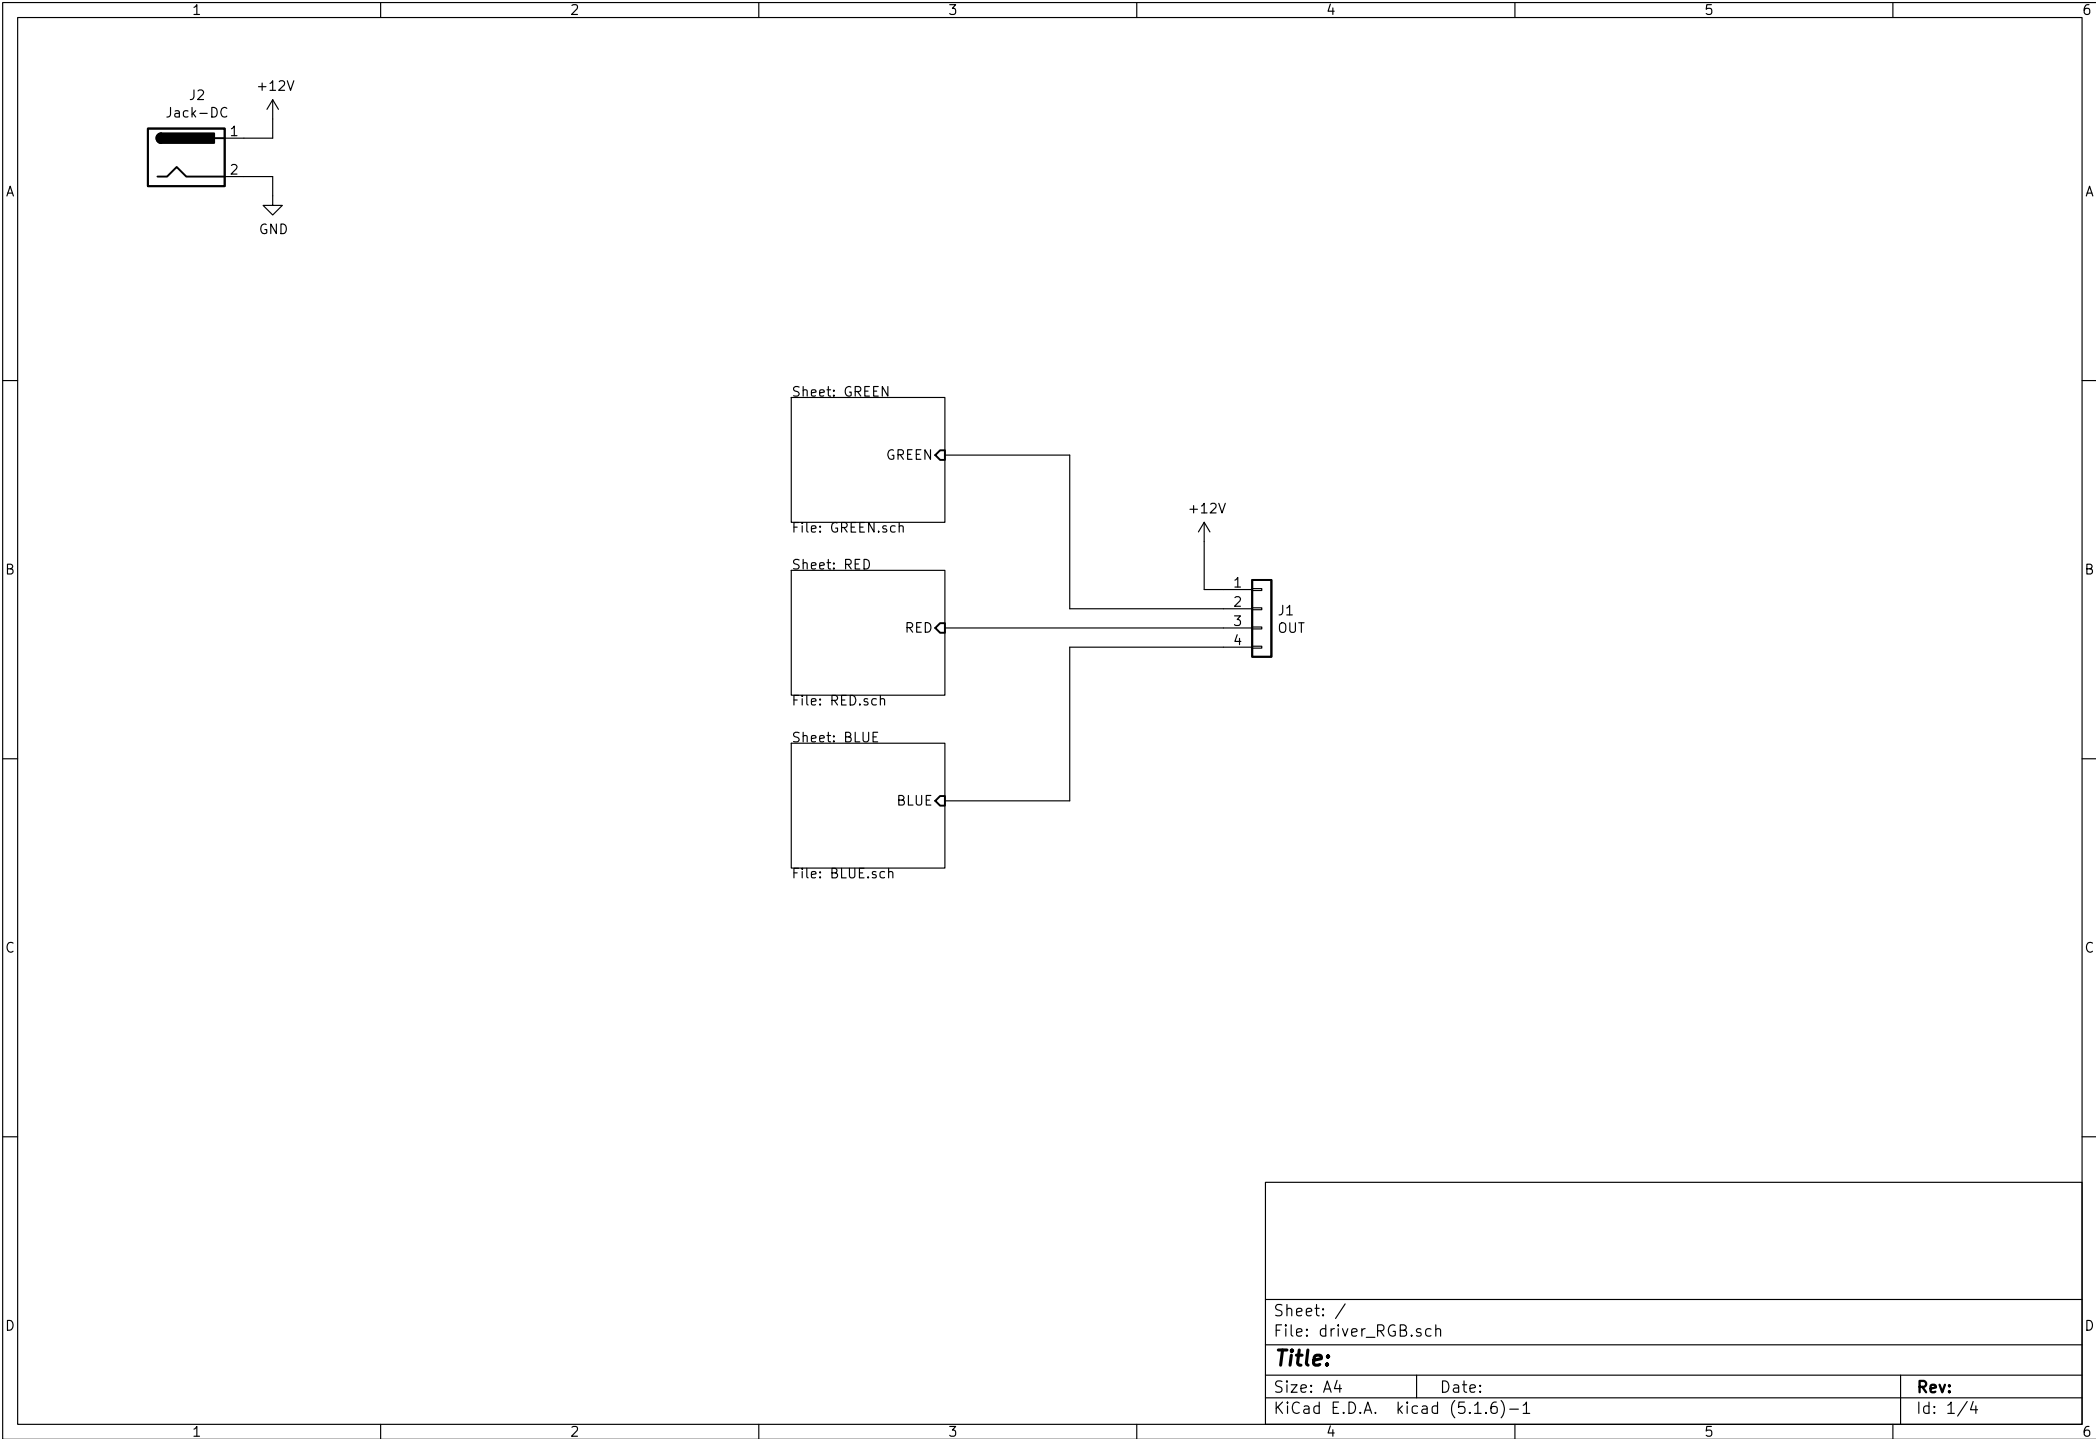 1 2 3 4 5 6
J2
Jack-DC
+12V
1
2
GND
A A
Sheet: GREEN
GREEN
File: GREEN.sch
Sheet: RED
RED
File: RED.sch
+12V
1
2
3
4
J1
OUT
B B
Sheet: BLUE
BLUE
File: BLUE.sch
C C
Sheet: /
File: driver_RGB.sch
D D
Title:
Size: A4 Date: Rev:
KiCad E.D.A. kicad (5.1.6)-1 Id: 1/4
1 2 3 4 5 6